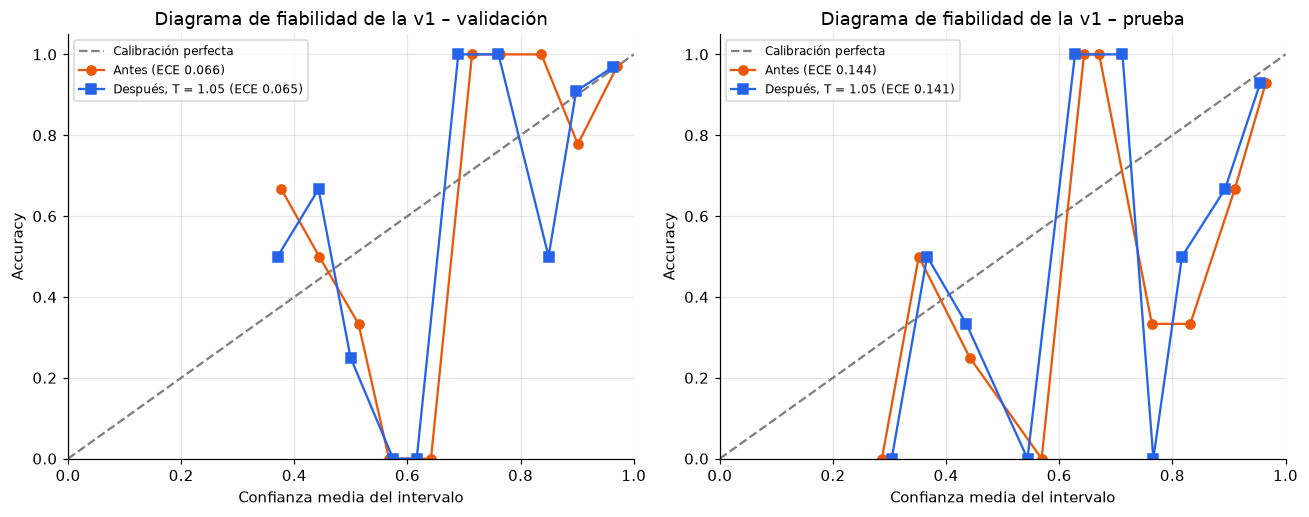 Diagrama de fiabilidad de la v1 – validación
Calibración perfecta
Antes (ECE 0.066)
Después, T = 1.05 (ECE 0.065)
Accuracy
1.0
0.8
0.6
0.4
0.2
0.0
0.0 0.2 0.4 0.6 0.8 1.0
Confianza media del intervalo
Diagrama de fiabilidad de la v1 – prueba
Calibración perfecta
Antes (ECE 0.144)
Después, T = 1.05 (ECE 0.141)
Accuracy
1.0
0.8
0.6
0.4
0.2
0.0
0.0 0.2 0.4 0.6 0.8 1.0
Confianza media del intervalo